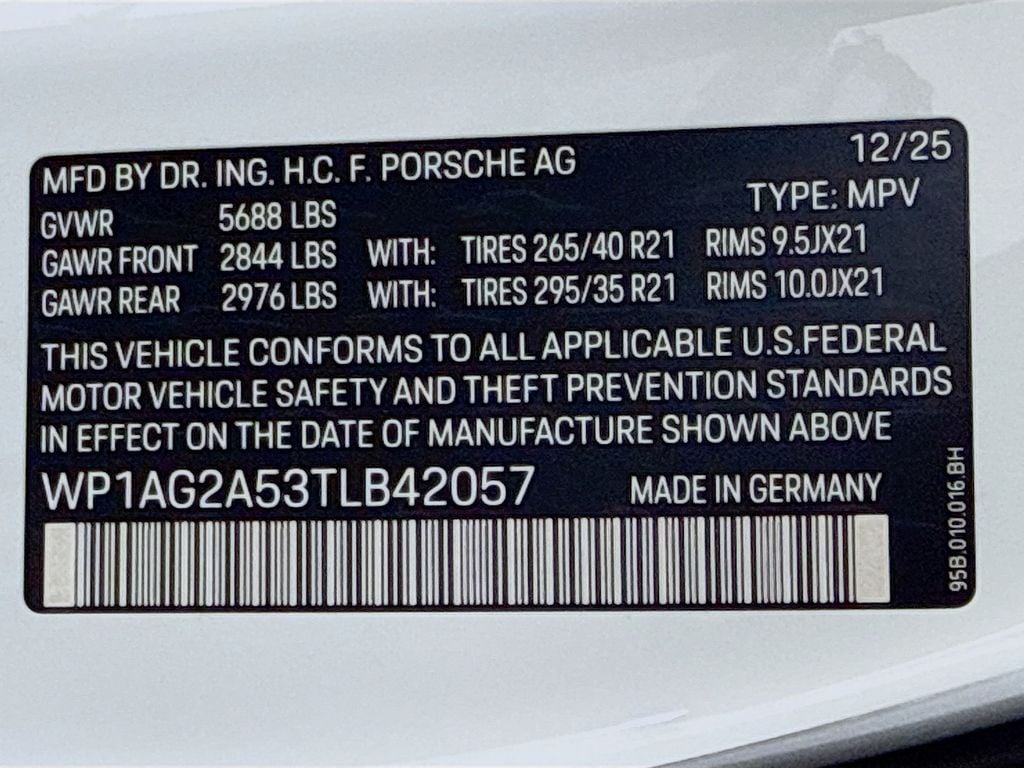 MFD BY DR. ING. H.C. F. PORSCHE AG 12/25
TYPE: MPV
GVWR 5688 LBS
GAWR FRONT 2844 LBS WITH: TIRES 265/40 R21 RIMS 9.5JX21
GAWR REAR 2976 LBS WITH: TIRES 295/35 R21 RIMS 10.0JX21
THIS VEHICLE CONFORMS TO ALL APPLICABLE U.S.FEDERAL
MOTOR VEHICLE SAFETY AND THEFT PREVENTION STANDARDS
IN EFFECT ON THE DATE OF MANUFACTURE SHOWN ABOVE
WP1AG2A53TLB42057 MADE IN GERMANY
95B.010.016.BH